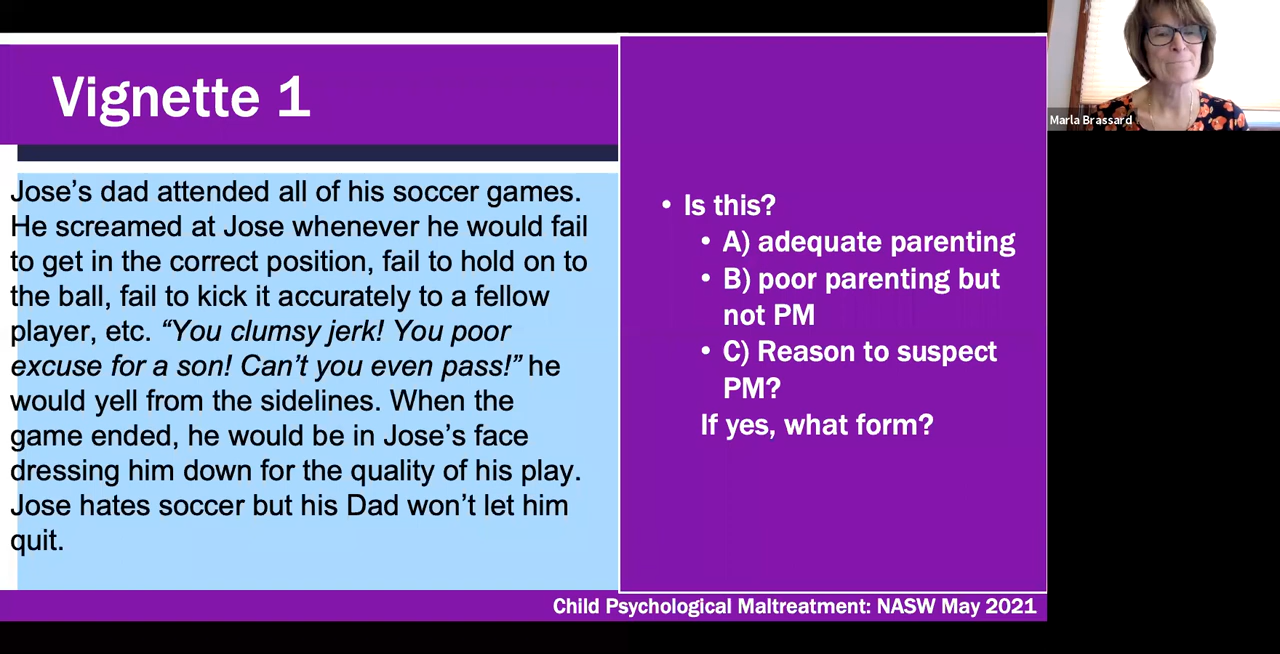 Vignette 1
Jose's dad attended all of his soccer games.
He screamed at Jose whenever he would fail
to get in the correct position, fail to hold on to
the ball, fail to kick it accurately to a fellow
player, etc. “You clumsy jerk! You poor
excuse for a son! Can't you even pass!” he
would yell from the sidelines. When the
game ended, he would be in Jose's face
dressing him down for the quality of his play.
Jose hates soccer but his Dad won't let him
quit.
• Is this?
• A) adequate parenting
• B) poor parenting but
not PM
• C) Reason to suspect
PM?
If yes, what form?
Child Psychological Maltreatment: NASW May 2021
Marla Brassard